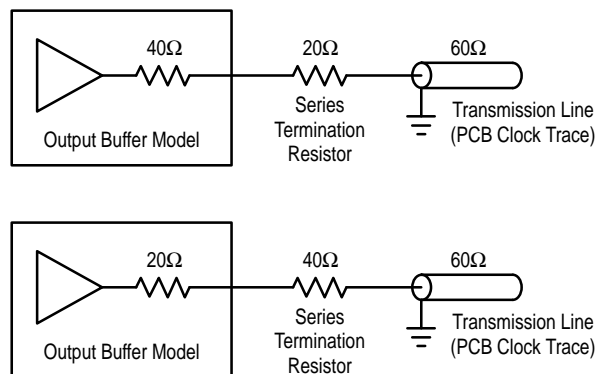 40Ω 20Ω 60Ω
Output Buffer Model
Series
Termination
Resistor
Transmission Line
(PCB Clock Trace)
20Ω 40Ω 60Ω
Output Buffer Model
Series
Termination
Resistor
Transmission Line
(PCB Clock Trace)